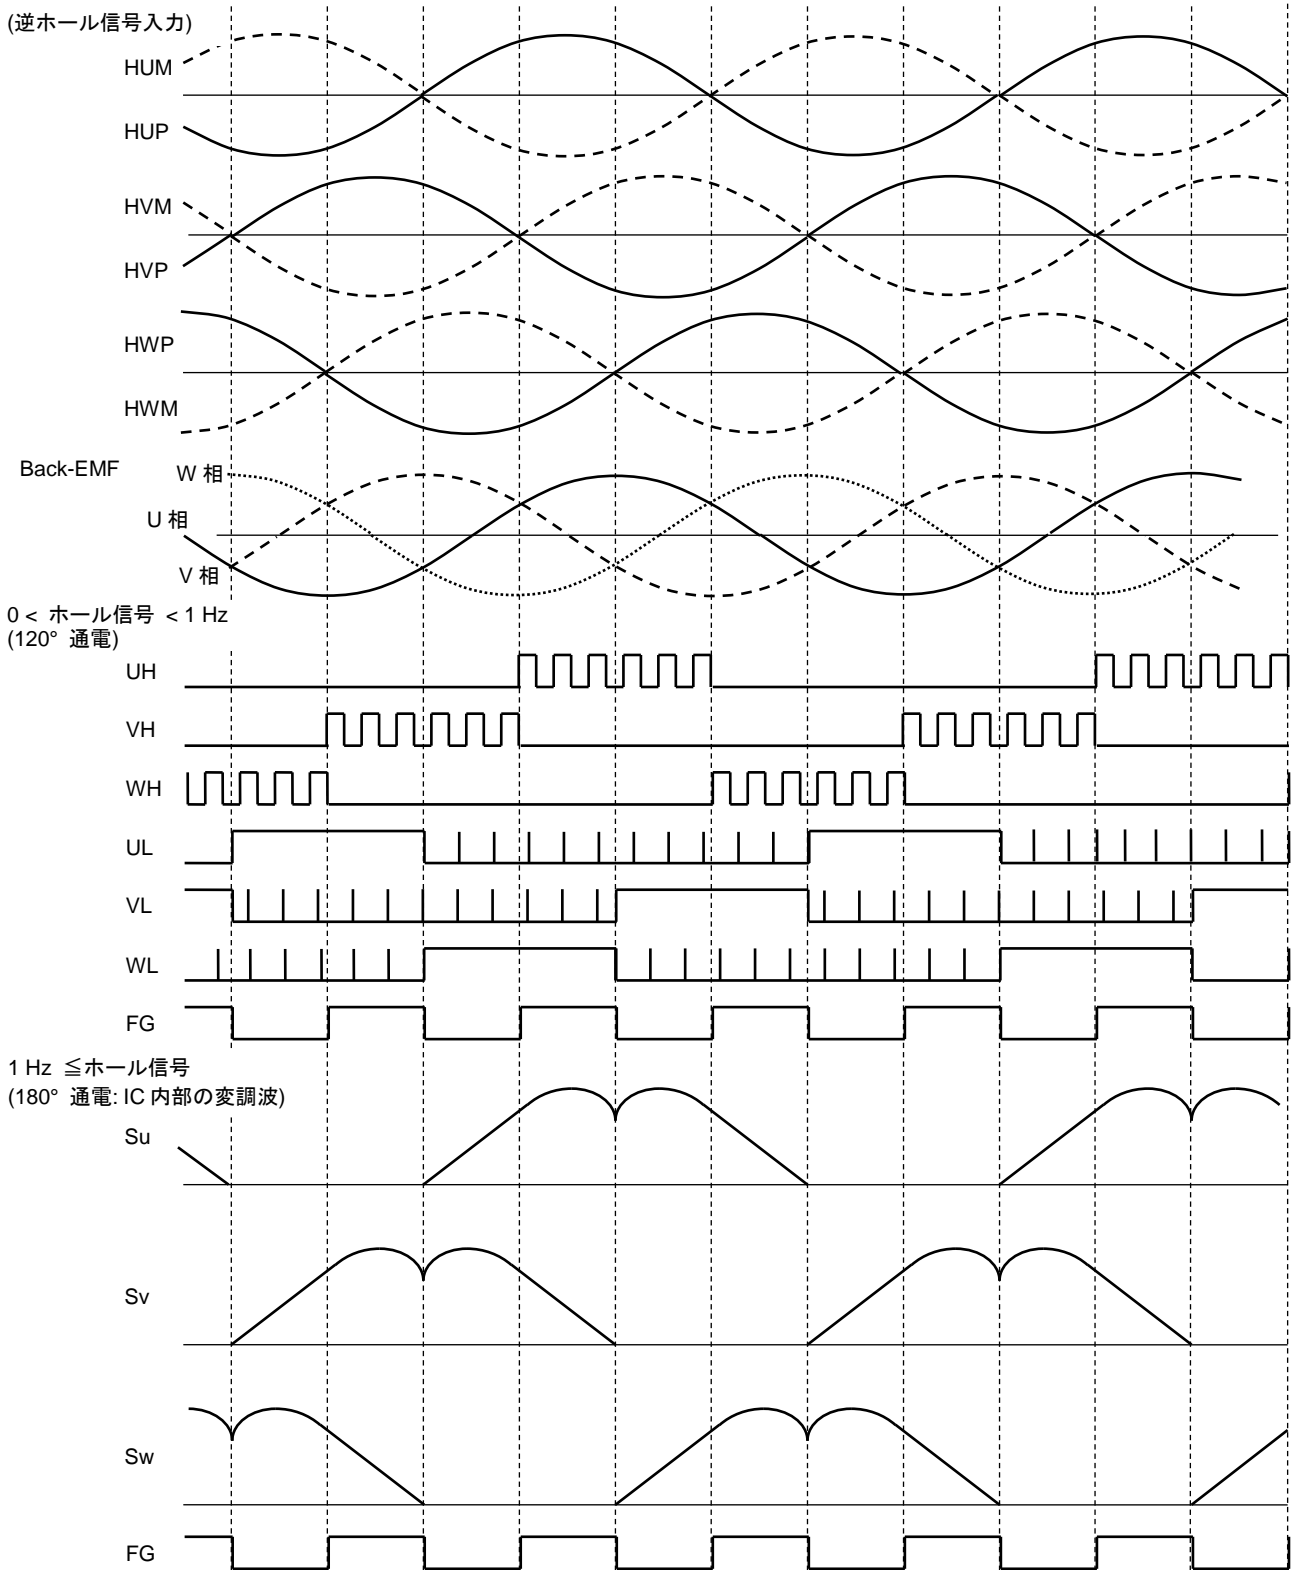 (逆ホール信号入力)
HUM
HUP
HVM
HVP
HWP
HWM
Back-EMF
W 相
U 相
V 相
0 < ホール信号 < 1 Hz
(120° 通電)
UH
VH
WH
UL
VL
WL
FG
1 Hz ≦ホール信号
(180° 通電: IC 内部の変調波)
Su
Sv
Sw
FG